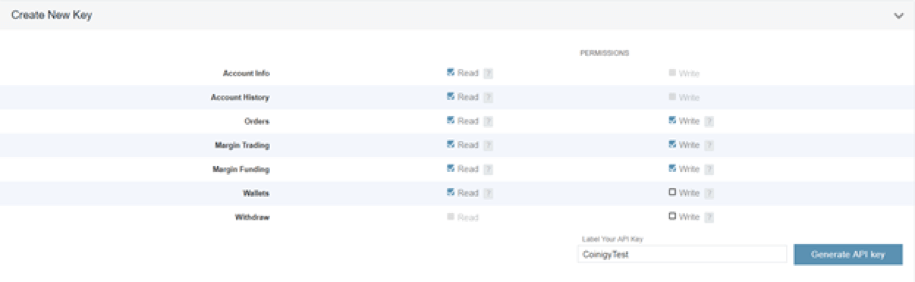 Create New Key
PERMISSIONS
Account Info Read ? Write
Account History Read ? Write
Orders Read ? Write ?
Margin Trading Read ? Write ?
Margin Funding Read ? Write ?
Wallets Read ? Write ?
Withdraw Read Write ?
Label Your API Key
CoinigyTest Generate API key